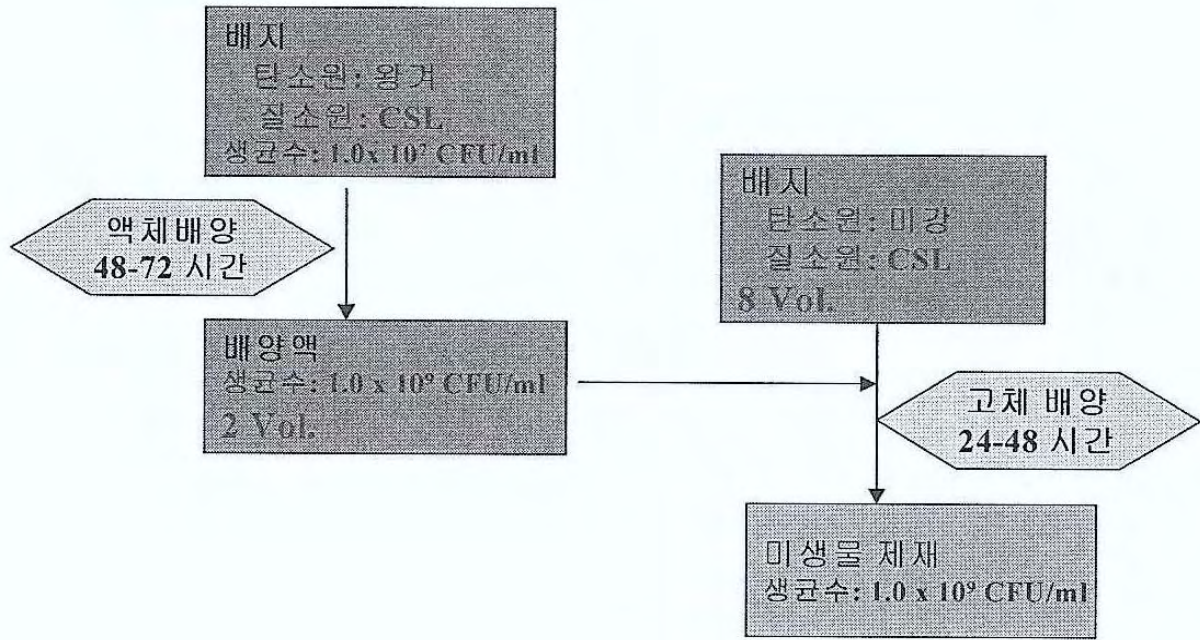 배지
탄소원: 왕겨
질소원: CSL
생균수: 1.0x 10⁷ CFU/ml
액체배양
48-72 시간
배양액
생균수: 1.0 x 10⁹ CFU/ml
2 Vol.
배지
탄소원: 미강
질소원: CSL
8 Vol.
고체 배양
24-48 시간
미생물 제재
생균수: 1.0 x 10⁹ CFU/ml